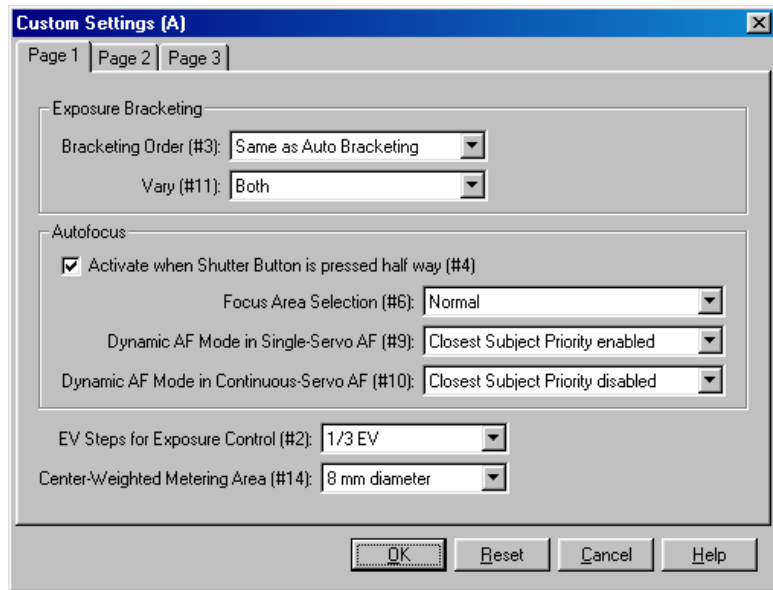 Custom Settings (A)
Page 1 Page 2 Page 3
Exposure Bracketing
Bracketing Order (#3): Same as Auto Bracketing
Vary (#11): Both
Autofocus
Activate when Shutter Button is pressed half way (#4)
Focus Area Selection (#6): Normal
Dynamic AF Mode in Single-Servo AF (#9): Closest Subject Priority enabled
Dynamic AF Mode in Continuous-Servo AF (#10): Closest Subject Priority disabled
EV Steps for Exposure Control (#2): 1/3 EV
Center-Weighted Metering Area (#14): 8 mm diameter
OK Reset Cancel Help